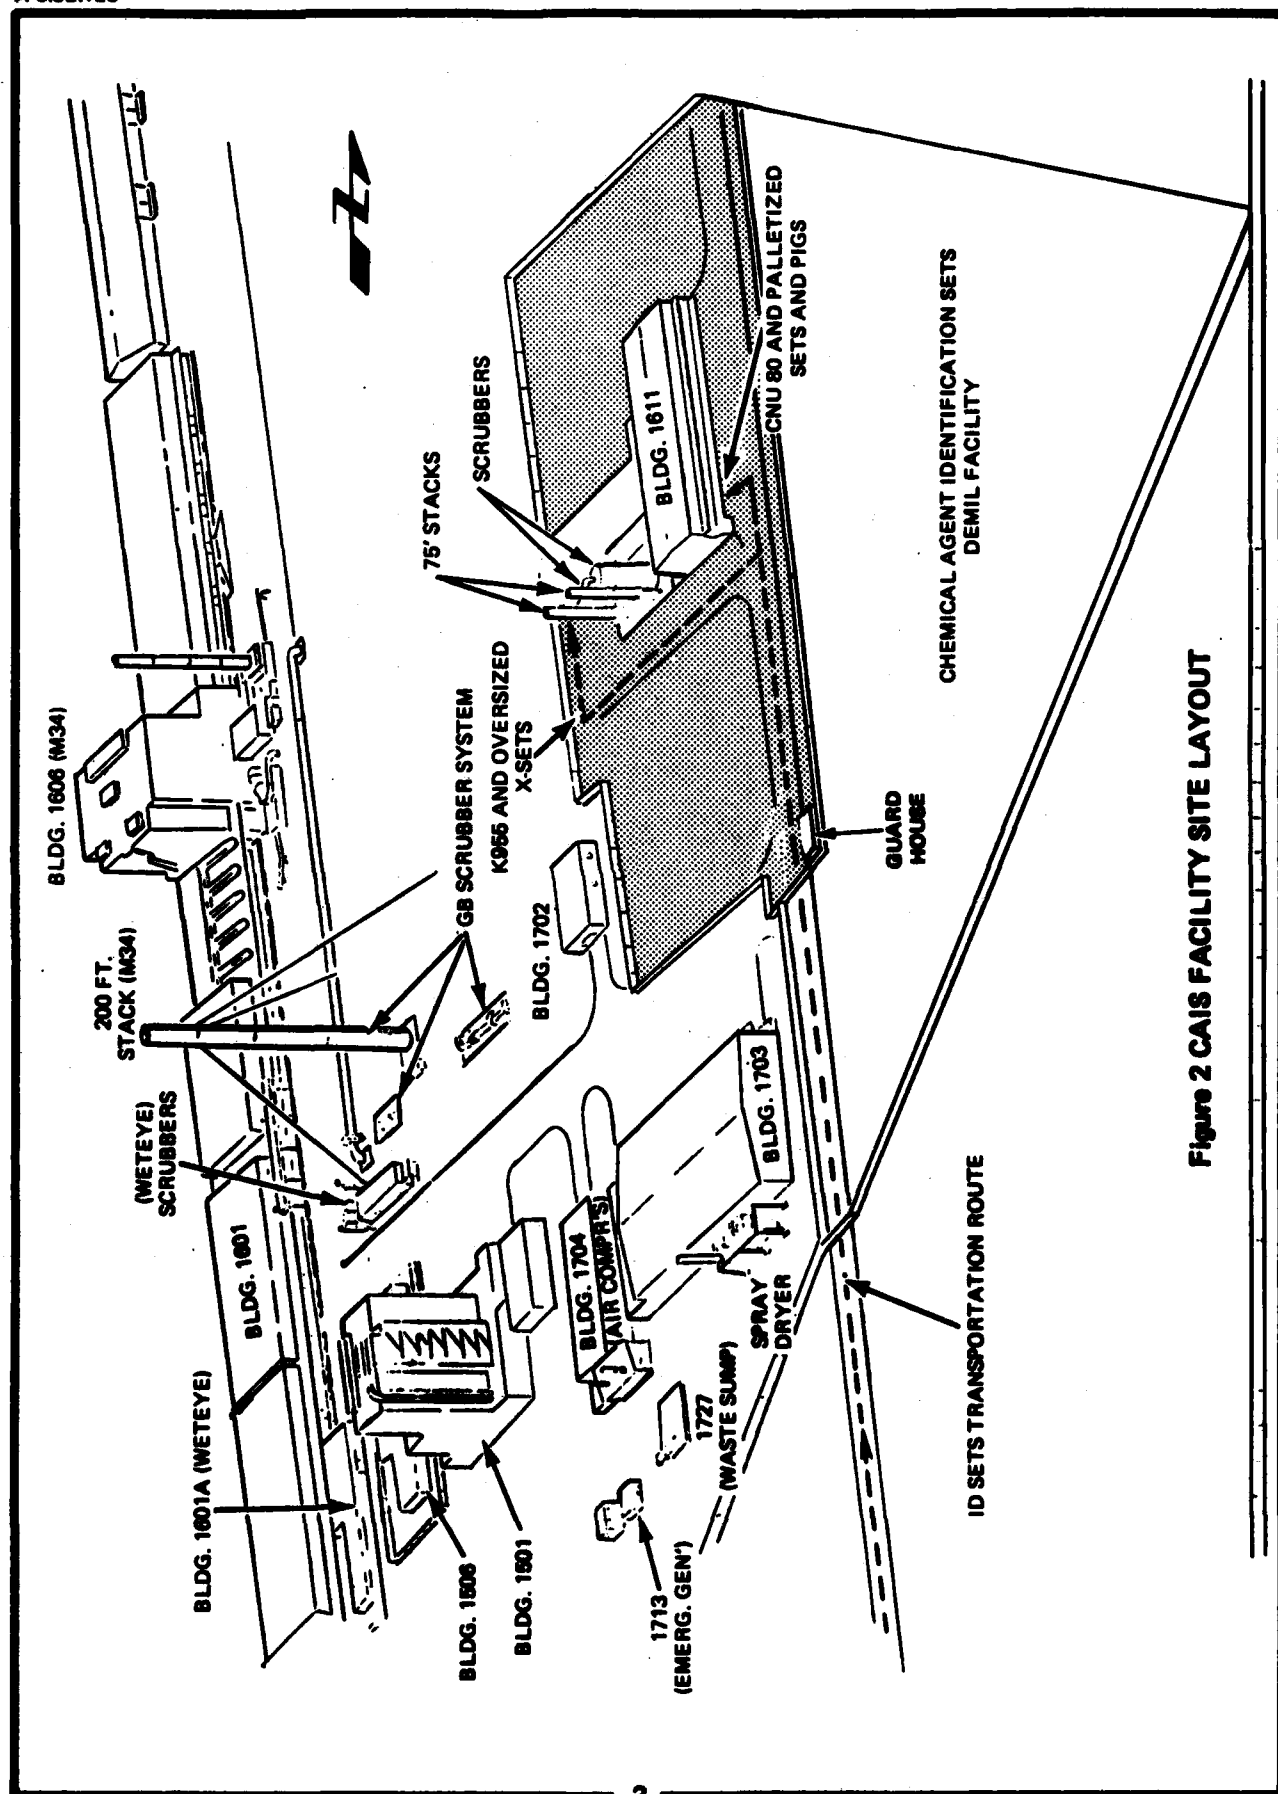 BLDG. 1606 (M34)
200 FT.
STACK (M34)
(WETEYE)
SCRUBBERS
BLDG. 1601
BLDG. 1601A (WETEYE)
75' STACKS
SCRUBBERS
GB SCRUBBER SYSTEM
K955 AND OVERSIZED
X-SETS
BLDG. 1611
CNU 80 AND PALLETIZED
SETS AND PIGS
BLDG. 1702
BLDG. 1506
BLDG. 1501
BLDG. 1704
(AIR COMPR'S)
BLDG. 1703
GUARD
HOUSE
1713
(EMERG. GEN')
1727
(WASTE SUMP)
SPRAY
DRYER
CHEMICAL AGENT IDENTIFICATION SETS
DEMIL FACILITY
ID SETS TRANSPORTATION ROUTE
Figure 2 CAIS FACILITY SITE LAYOUT